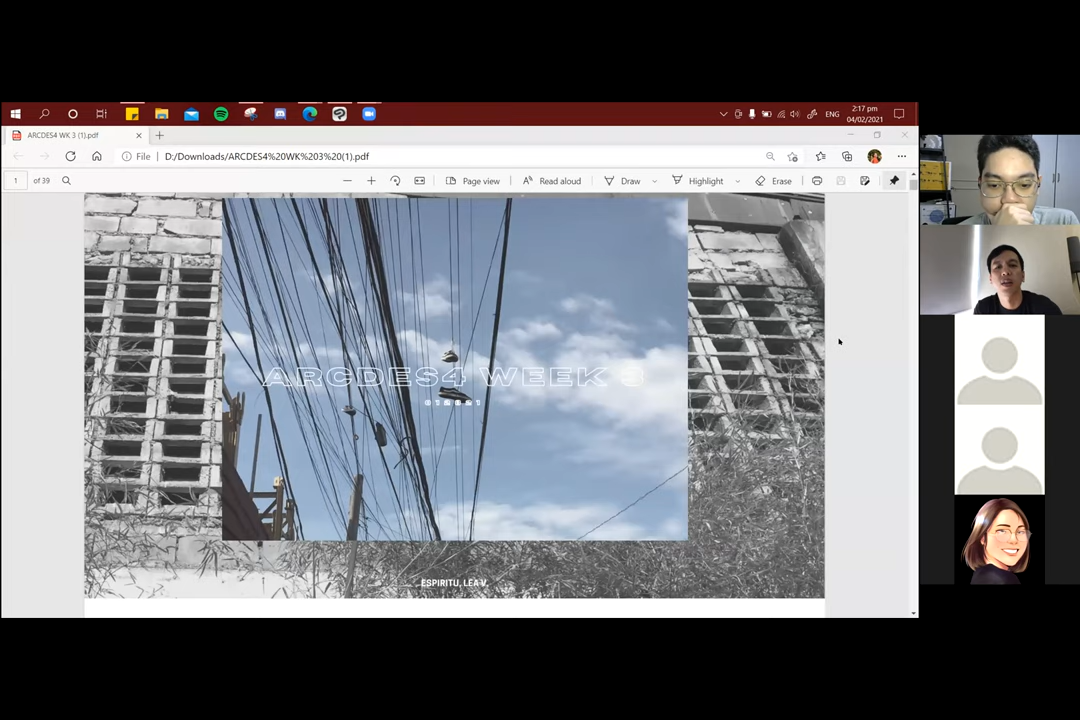 2:17 pm
ENG
04/02/2021
ARCDES4 WK 3 (1).pdf
File | D:/Downloads/ARCDES4%20WK%203%20(1).pdf
1 of 39
Page view
Read aloud
Draw
Highlight
Erase
ARCDES4 WEEK 3
012021
ESPIRITU, LEA V.